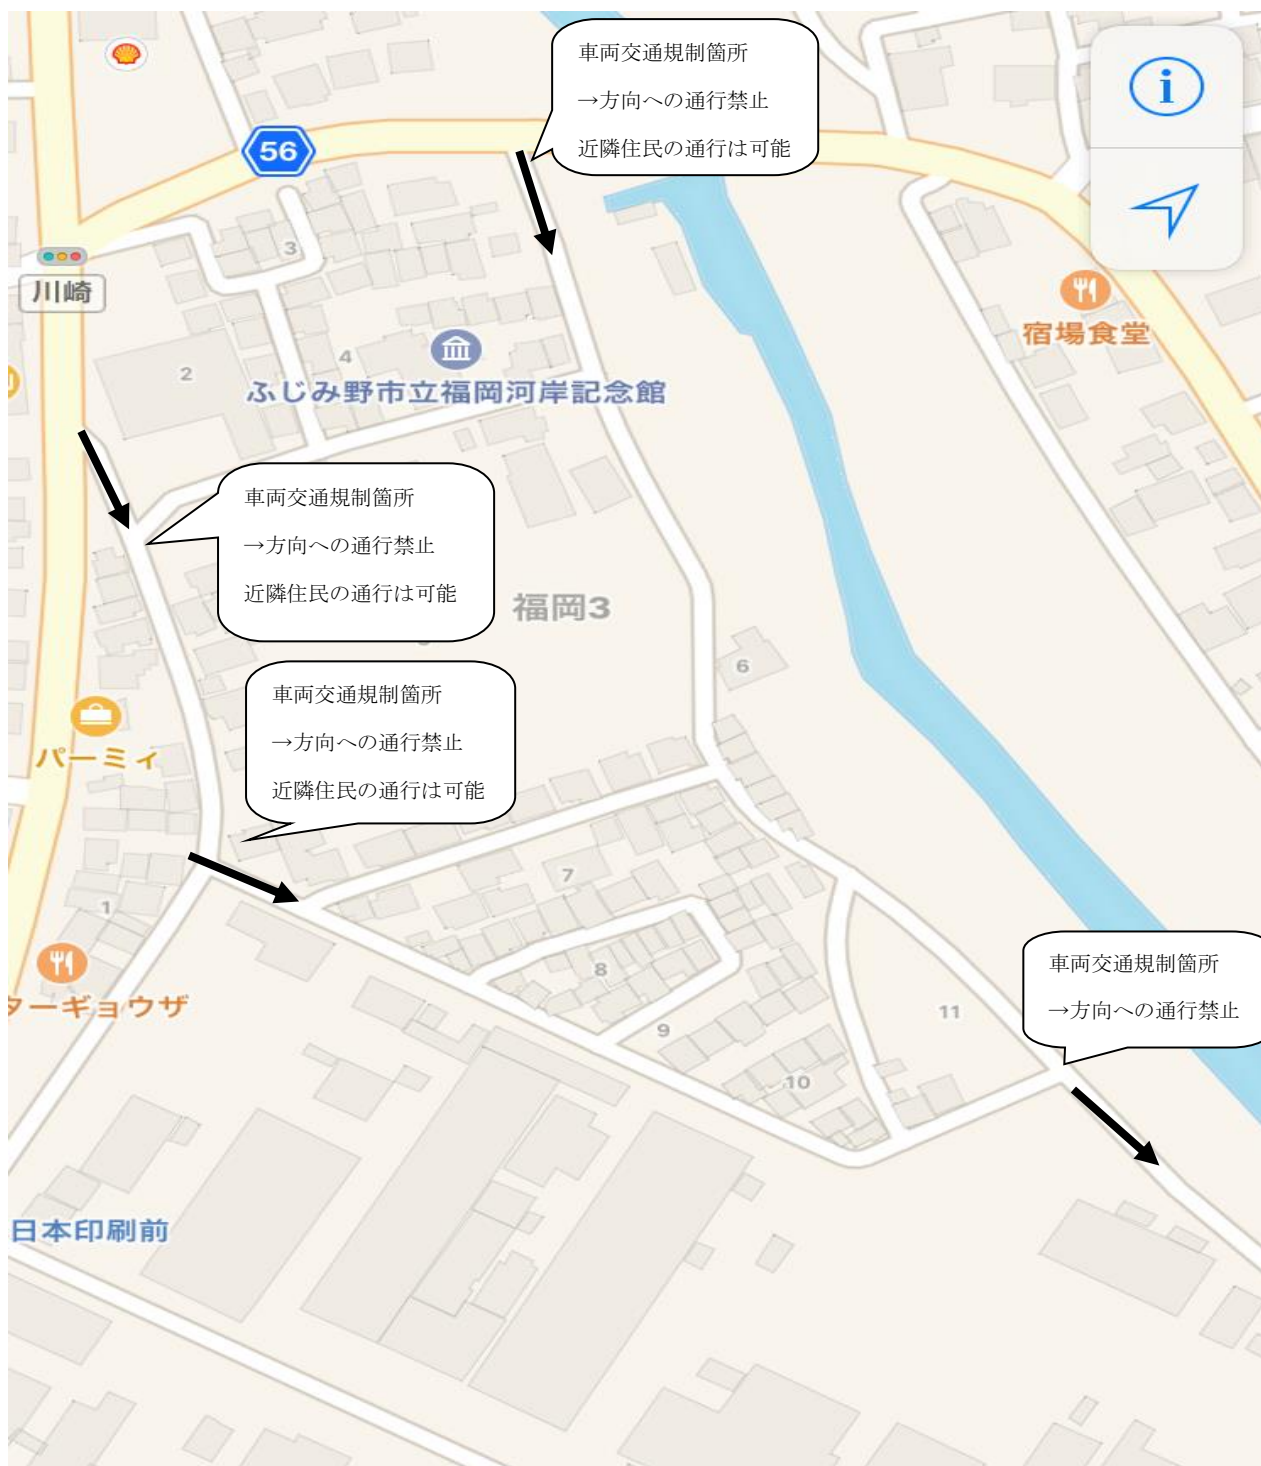 車両交通規制箇所
→方向への通行禁止
近隣住民の通行は可能
i
56
3
川崎
宿場食堂
4
2
ふじみ野市立福岡河岸記念館
車両交通規制箇所
→方向への通行禁止
近隣住民の通行は可能
福岡3
6
車両交通規制箇所
→方向への通行禁止
近隣住民の通行は可能
パーミィ
7
1
8
車両交通規制箇所
→方向への通行禁止
ターギョウザ
9
11
10
日本印刷前